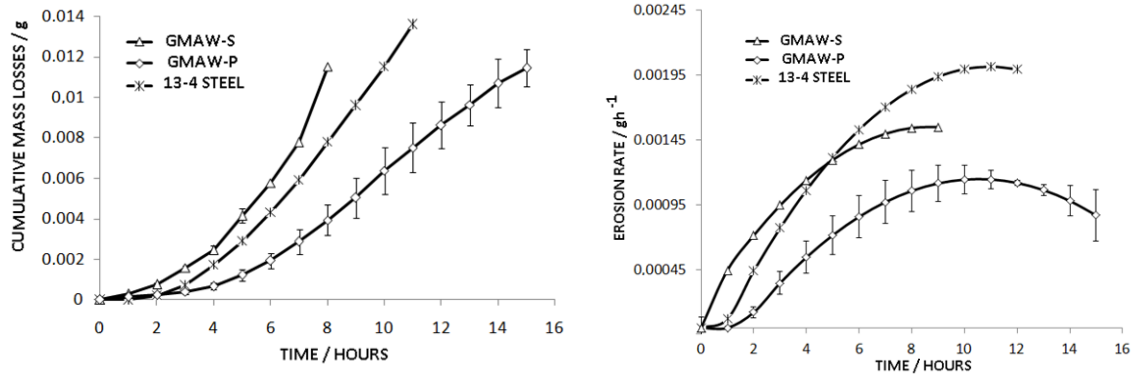 CUMULATIVE MASS LOSSES / g
0.014
0.012
0.01
0.008
0.006
0.004
0.002
0
GMAW-S
GMAW-P
13-4 STEEL
0 2 4 6 8 10 12 14 16
TIME / HOURS
EROSION RATE / gh⁻¹
0.00245
0.00195
0.00145
0.00095
0.00045
GMAW-S
GMAW-P
13-4 STEEL
0 2 4 6 8 10 12 14 16
TIME / HOURS